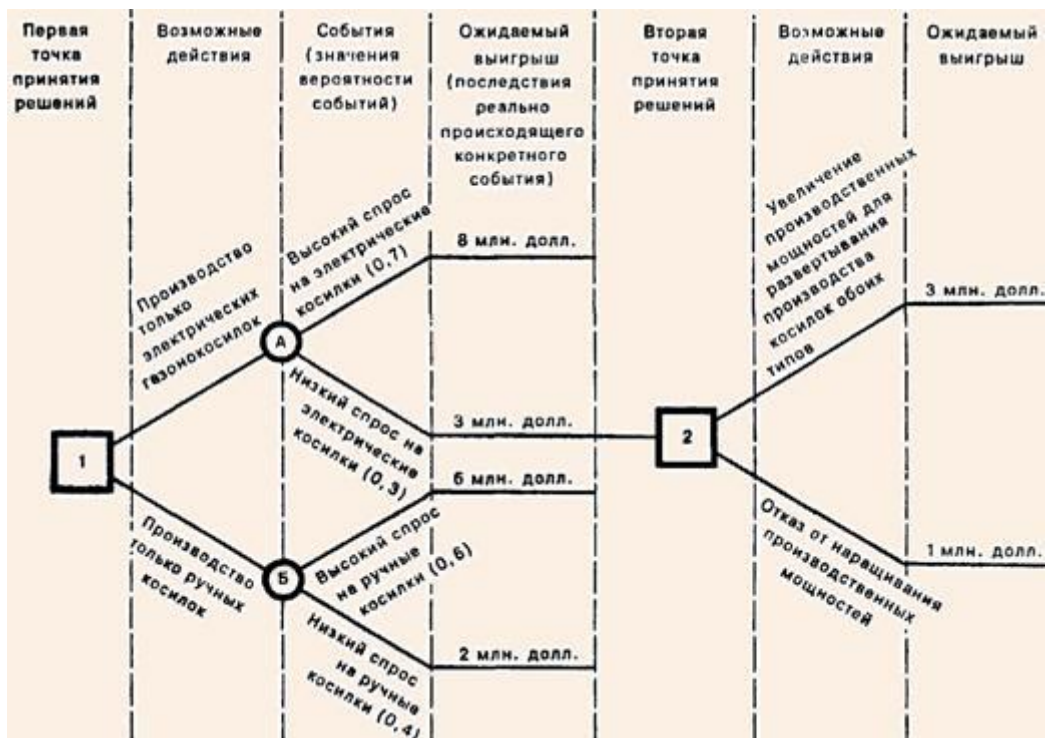 Первая
точка
принятия
решений
Возможные
действия
События
(значения
вероятности
событий)
Ожидаемый
выигрыш
(последствия
реально
происходящего
конкретного
события)
Вторая
точка
принятия
решений
Возможные
действия
Ожидаемый
выигрыш
1
Производство
только
электрических
газонокосилок
Производство
только ручных
косилок
А
Высокий спрос
на электрические
косилки (0,7)
Низкий спрос на
электрические
косилки (0,3)
Б
Высокий спрос
на ручные
косилки (0,6)
Низкий спрос
на ручные
косилки (0,4)
8 млн. долл.
3 млн. долл.
6 млн. долл.
2 млн. долл.
2
Увеличение
производственных
мощностей для
развертывания
производства
косилок обоих
типов
Отказ от наращивания
производственных
мощностей
3 млн. долл.
1 млн. долл.